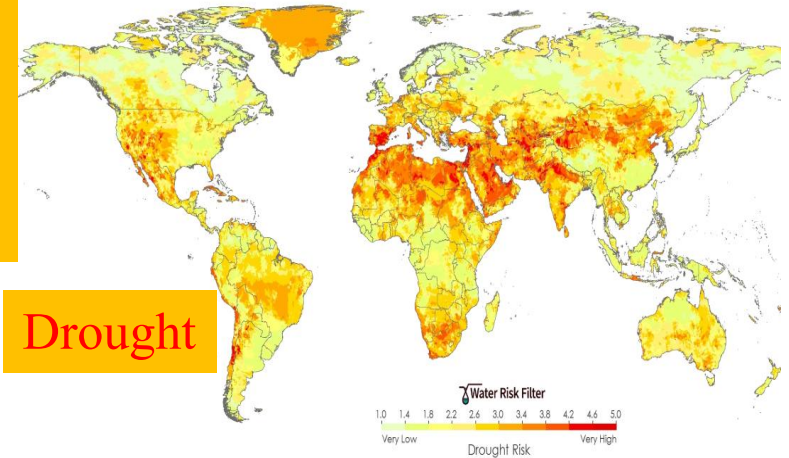 Drought
Water Risk Filter
1.0 1.4 1.8 2.2 2.6 3.0 3.4 3.8 4.2 4.6 5.0
Very Low Very High
Drought Risk